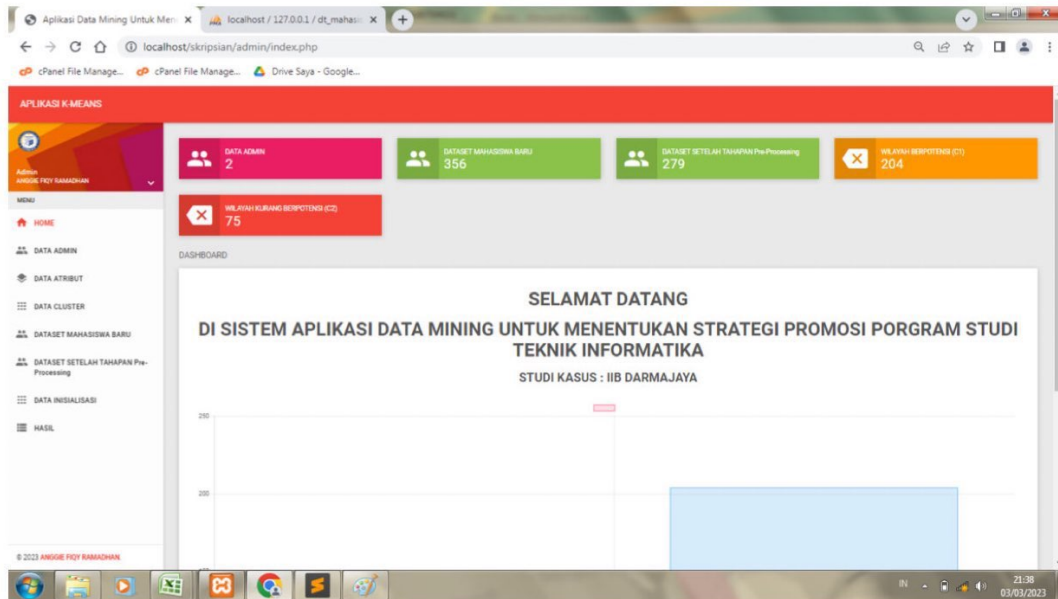 Aplikasi Data Mining Untuk Men
localhost / 127.0.0.1 / dt_mahasi
localhost/skripsian/admin/index.php
cPanel File Manage...
cPanel File Manage...
Drive Saya - Google...
APLIKASI K-MEANS
Admin
ANGGIE FIQY RAMADHAN
MENU
HOME
DATA ADMIN
DATA ATRIBUT
DATA CLUSTER
DATASET MAHASISWA BARU
DATASET SETELAH TAHAPAN Pre-
Processing
DATA INISIALISASI
HASIL
© 2023 ANGGIE FIQY RAMADHAN.
DATA ADMIN
2
DATASET MAHASISWA BARU
356
DATASET SETELAH TAHAPAN Pre-Processing
279
WILAYAH BERPOTENSI (C1)
204
WILAYAH KURANG BERPOTENSI (C2)
75
DASHBOARD
SELAMAT DATANG
DI SISTEM APLIKASI DATA MINING UNTUK MENENTUKAN STRATEGI PROMOSI PORGRAM STUDI
TEKNIK INFORMATIKA
STUDI KASUS : IIB DARMAJAYA
250
200
IN
21:38
03/03/2023